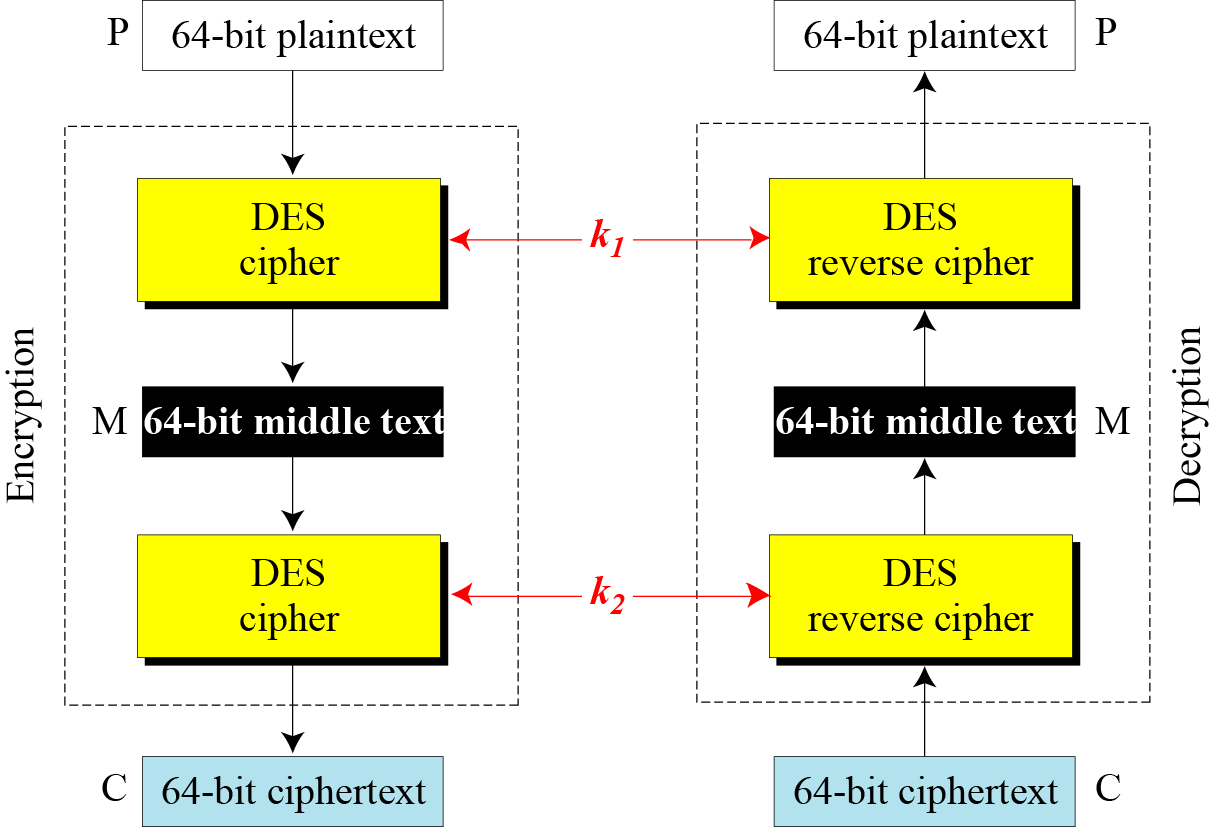 P
64-bit plaintext
64-bit plaintext
P
DES
cipher
k1
DES
reverse cipher
Encryption
M
64-bit middle text
64-bit middle text
M
Decryption
DES
cipher
k2
DES
reverse cipher
C
64-bit ciphertext
64-bit ciphertext
C